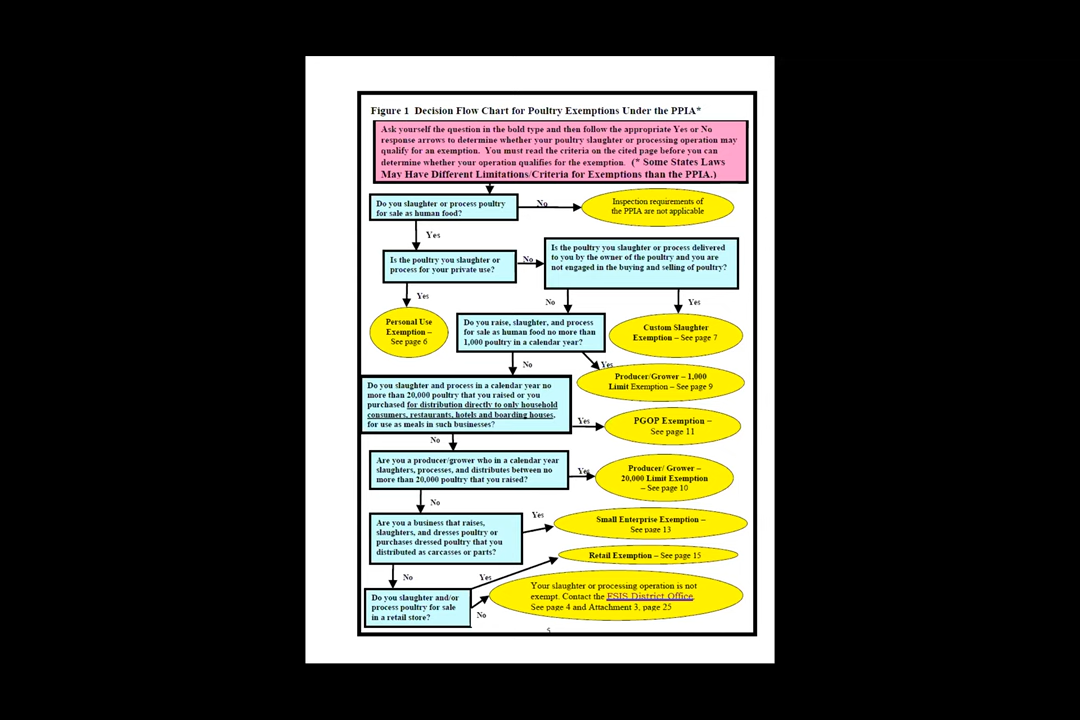 Figure 1 Decision Flow Chart for Poultry Exemptions Under the PPIA*
Ask yourself the question in the bold type and then follow the appropriate Yes or No
response arrows to determine whether your poultry slaughter or processing operation may
qualify for an exemption. You must read the criteria on the cited page before you can
determine whether your operation qualifies for the exemption. (* Some States Laws
May Have Different Limitations/Criteria for Exemptions than the PPIA.)
Do you slaughter or process poultry
for sale as human food?
No
Inspection requirements of
the PPIA are not applicable
Yes
Is the poultry you slaughter or
process for your private use?
No
Is the poultry you slaughter or process delivered
to you by the owner of the poultry and you are
not engaged in the buying and selling of poultry?
Yes
No
Yes
Personal Use
Exemption –
See page 6
Do you raise, slaughter, and process
for sale as human food no more than
1,000 poultry in a calendar year?
Custom Slaughter
Exemption – See page 7
No
Yes
Producer/Grower – 1,000
Limit Exemption – See page 9
Do you slaughter and process in a calendar year no
more than 20,000 poultry that you raised or you
purchased for distribution directly to only household
consumers, restaurants, hotels and boarding houses,
for use as meals in such businesses?
Yes
PGOP Exemption –
See page 11
No
Are you a producer/grower who in a calendar year
slaughters, processes, and distributes between no
more than 20,000 poultry that you raised?
Yes
Producer/ Grower –
20,000 Limit Exemption
– See page 10
No
Are you a business that raises,
slaughters, and dresses poultry or
purchases dressed poultry that you
distributed as carcasses or parts?
Yes
Small Enterprise Exemption –
See page 13
Retail Exemption – See page 15
No
Yes
Do you slaughter and/or
process poultry for sale
in a retail store?
No
Your slaughter or processing operation is not
exempt. Contact the FSIS District Office
See page 4 and Attachment 3, page 25
5